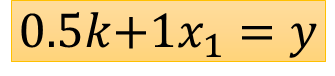 0.5k+1x₁ = y